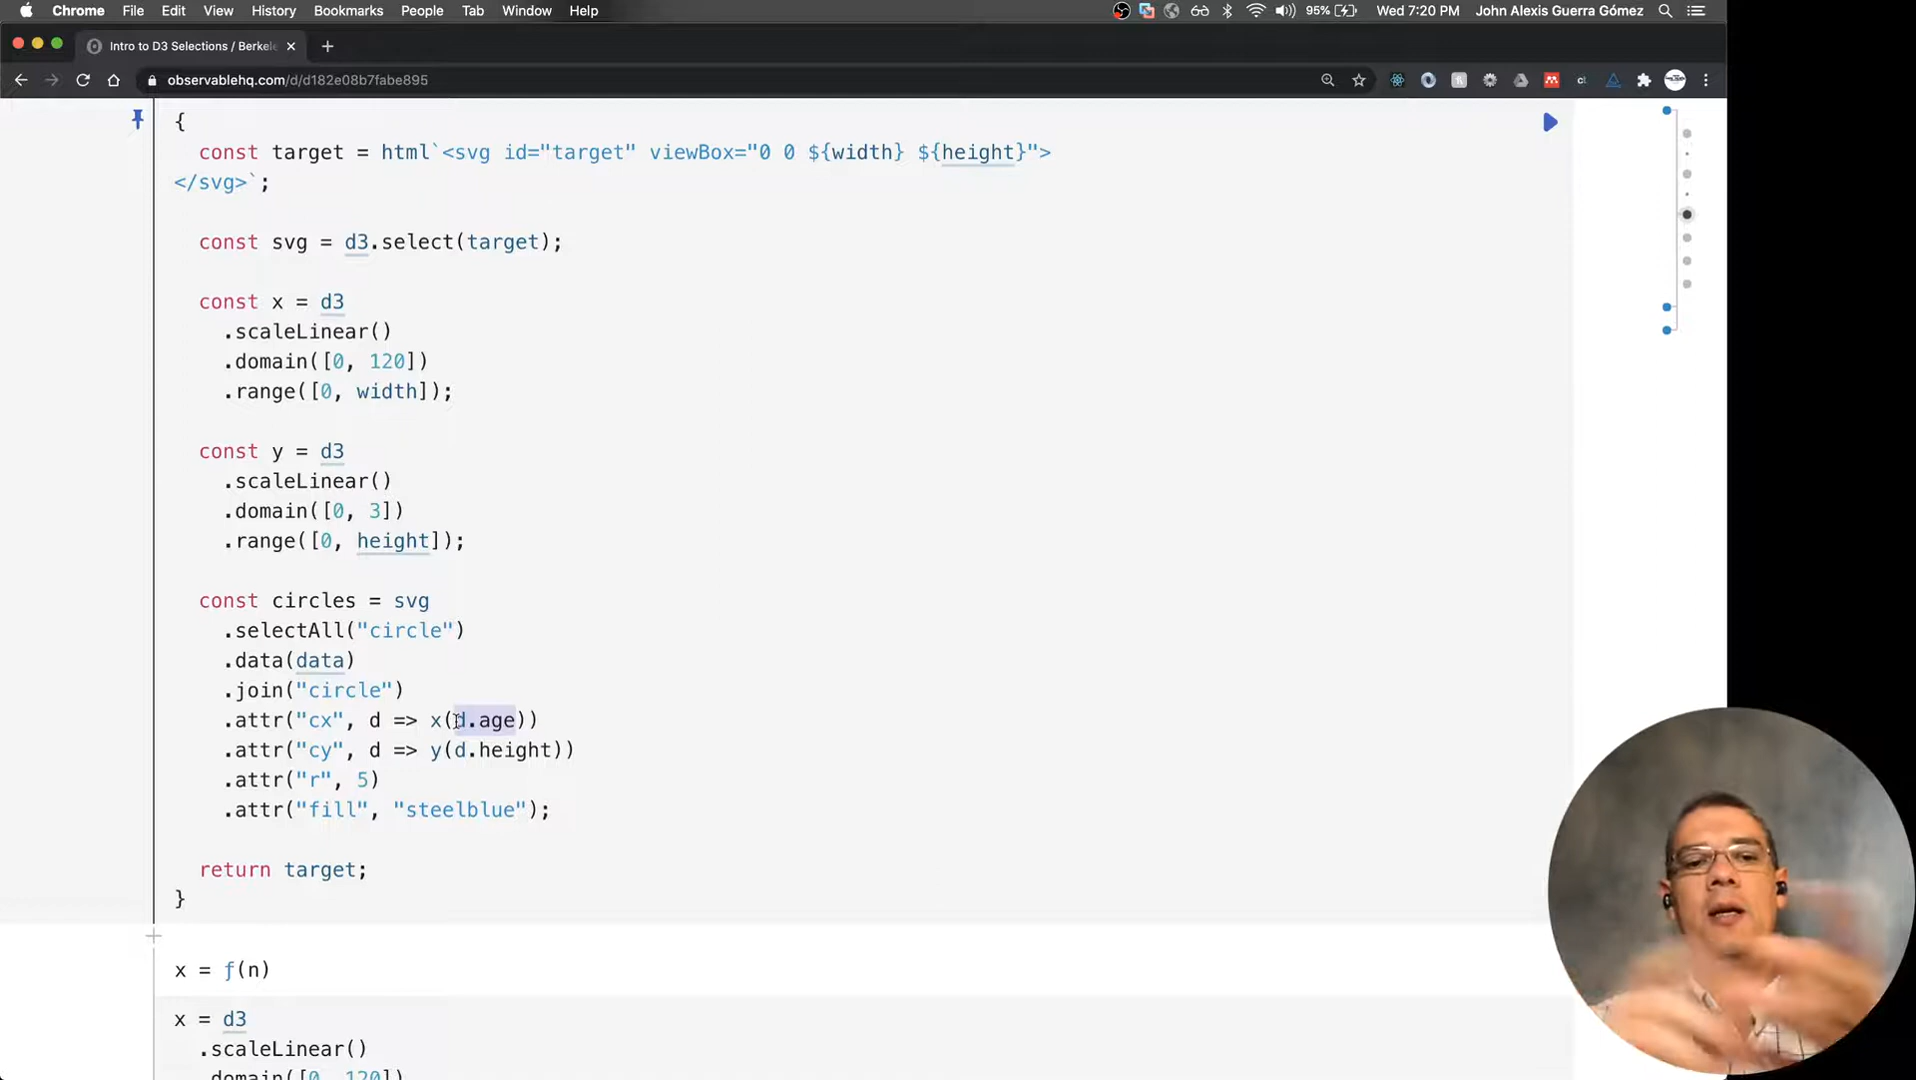 Chrome File Edit View History Bookmarks People Tab Window Help 95% Wed 7:20 PM John Alexis Guerra Gómez
Intro to D3 Selections / Berkele
observablehq.com/d/d182e08b7fabe895
{
const target = html`<svg id="target" viewBox="0 0 ${width} ${height}">
</svg>`;
const svg = d3.select(target);
const x = d3
.scaleLinear()
.domain([0, 120])
.range([0, width]);
const y = d3
.scaleLinear()
.domain([0, 3])
.range([0, height]);
const circles = svg
.selectAll("circle")
.data(data)
.join("circle")
.attr("cx", d => x(d.age))
.attr("cy", d => y(d.height))
.attr("r", 5)
.attr("fill", "steelblue");
return target;
}
x = ƒ(n)
x = d3
.scaleLinear()
.domain([0, 120])